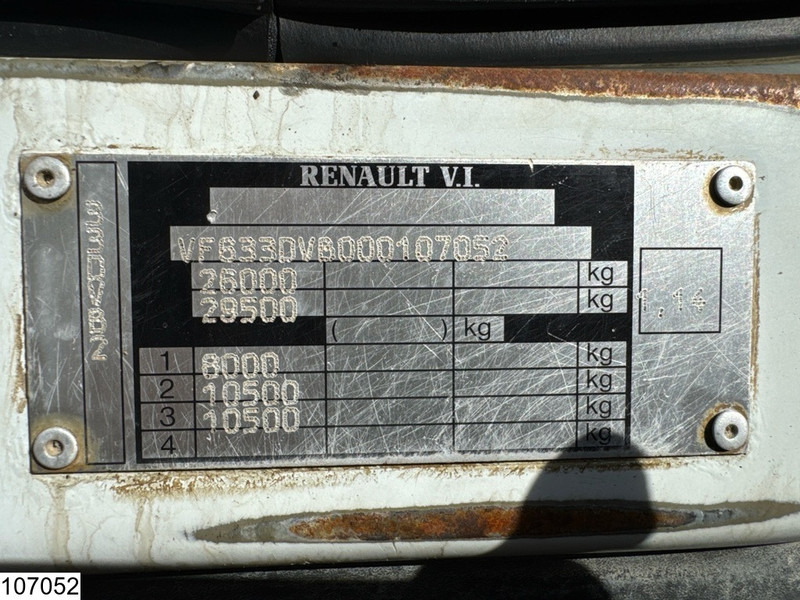 RENAULT V.I.
VF633DVB000107052
26000 kg
28500 kg
( ) kg
1 8000 kg
2 10500 kg
3 10500 kg
4 kg
1.14
107052